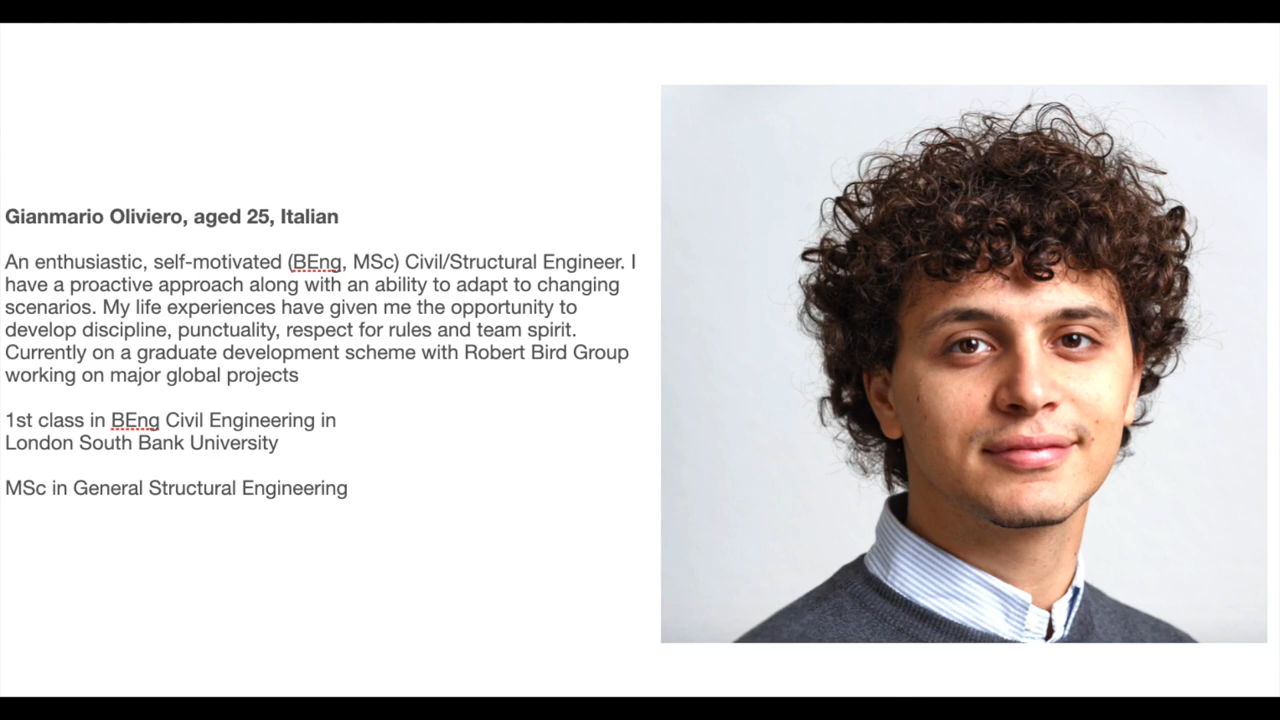 Gianmario Oliviero, aged 25, Italian
An enthusiastic, self-motivated (BEng, MSc) Civil/Structural Engineer. I
have a proactive approach along with an ability to adapt to changing
scenarios. My life experiences have given me the opportunity to
develop discipline, punctuality, respect for rules and team spirit.
Currently on a graduate development scheme with Robert Bird Group
working on major global projects
1st class in BEng Civil Engineering in
London South Bank University
MSc in General Structural Engineering